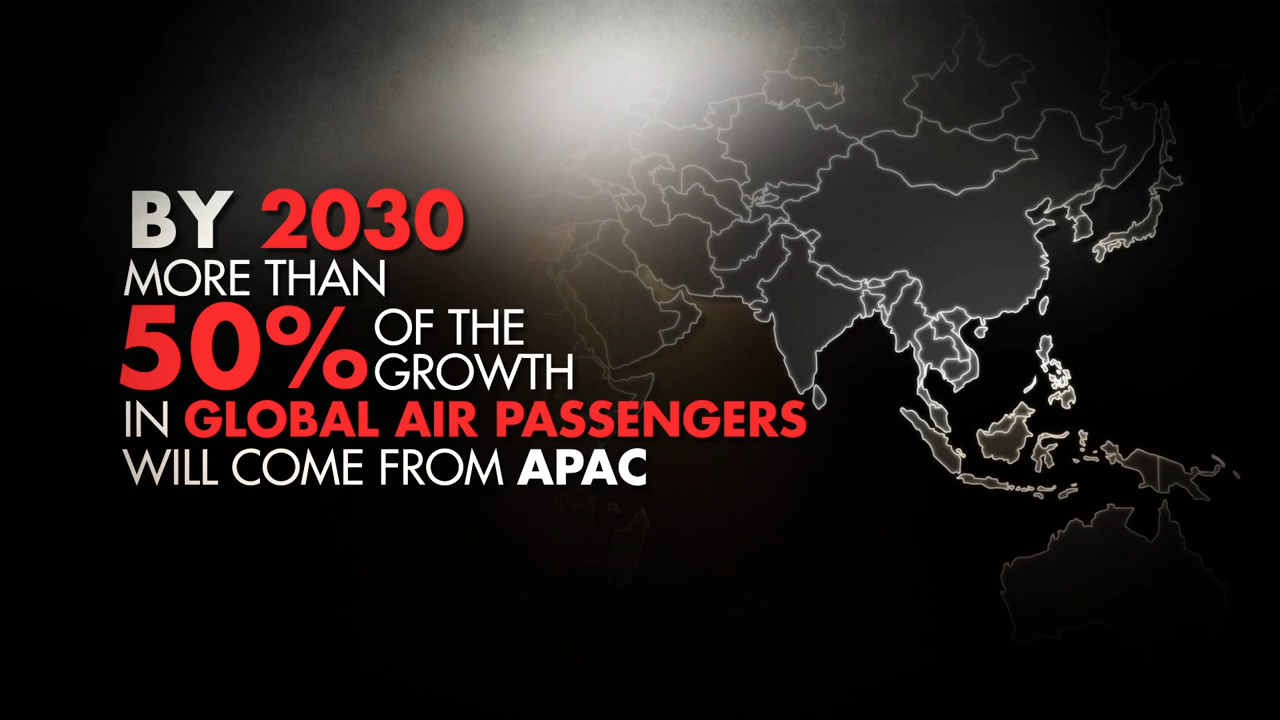 BY 2030
MORE THAN
50% OF THE
GROWTH
IN GLOBAL AIR PASSENGERS
WILL COME FROM APAC